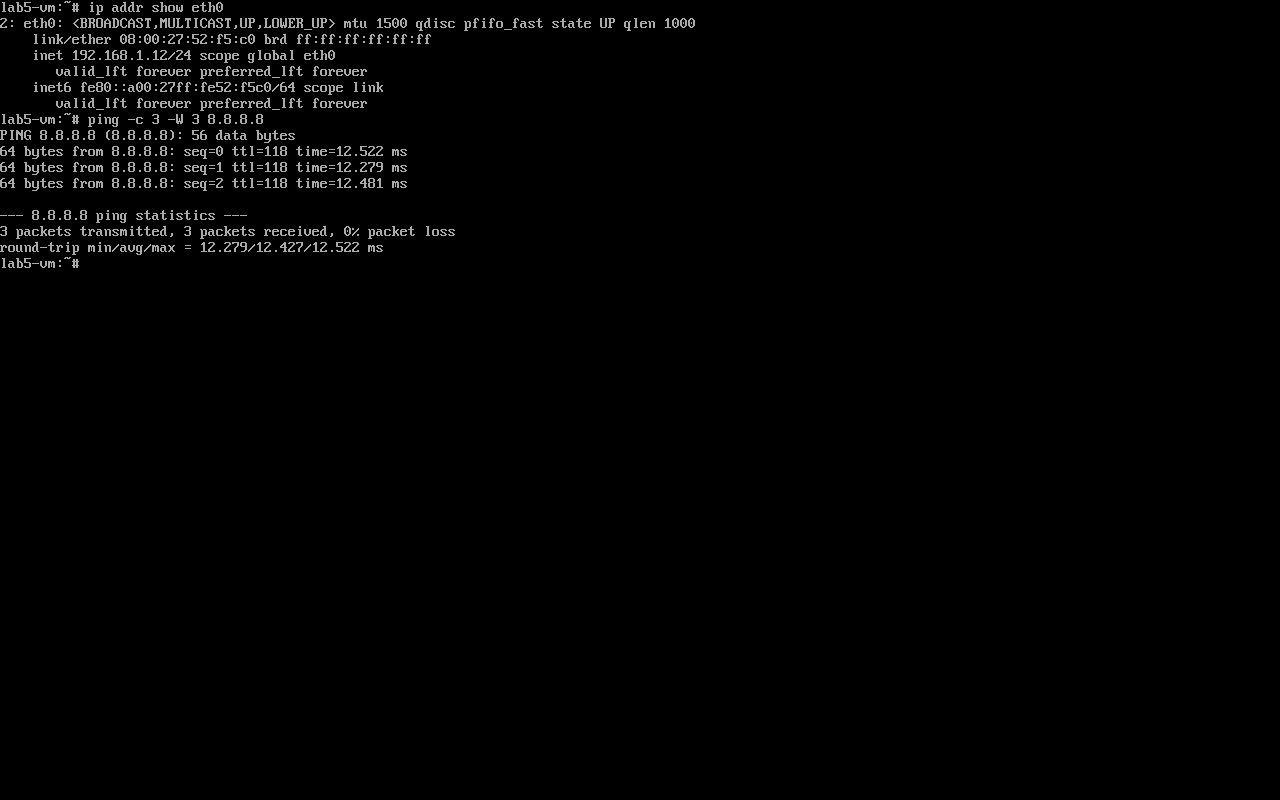 lab5-vm:~# ip addr show eth0
2: eth0: <BROADCAST,MULTICAST,UP,LOWER_UP> mtu 1500 qdisc pfifo_fast state UP qlen 1000
    link/ether 08:00:27:52:f5:c0 brd ff:ff:ff:ff:ff:ff
    inet 192.168.1.12/24 scope global eth0
       valid_lft forever preferred_lft forever
    inet6 fe80::a00:27ff:fe52:f5c0/64 scope link
       valid_lft forever preferred_lft forever
lab5-vm:~# ping -c 3 -W 3 8.8.8.8
PING 8.8.8.8 (8.8.8.8): 56 data bytes
64 bytes from 8.8.8.8: seq=0 ttl=118 time=12.522 ms
64 bytes from 8.8.8.8: seq=1 ttl=118 time=12.279 ms
64 bytes from 8.8.8.8: seq=2 ttl=118 time=12.481 ms

--- 8.8.8.8 ping statistics ---
3 packets transmitted, 3 packets received, 0% packet loss
round-trip min/avg/max = 12.279/12.427/12.522 ms
lab5-vm:~#